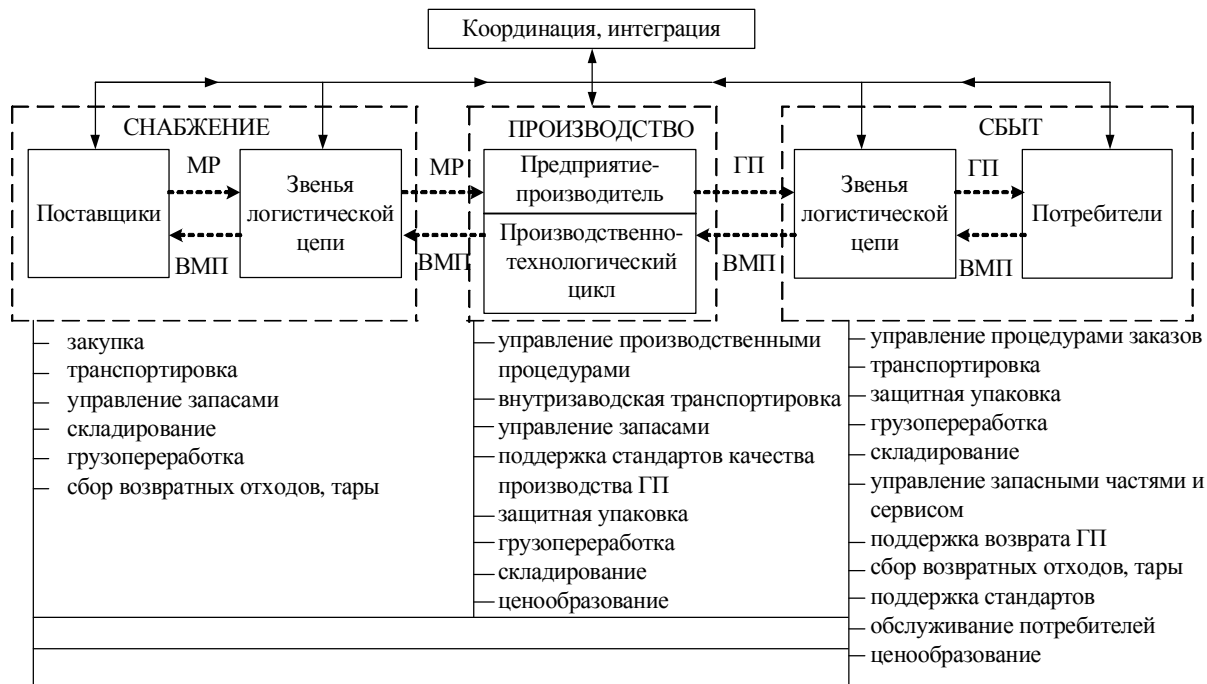 Координация, интеграция
СНАБЖЕНИЕ
ПРОИЗВОДСТВО
СБЫТ
Поставщики
МР
ВМП
Звенья
логистической
цепи
МР
ВМП
Предприятие-
производитель
Производственно-
технологический
цикл
ГП
ВМП
Звенья
логистической
цепи
ГП
ВМП
Потребители
закупка
транспортировка
управление запасами
складирование
грузопереработка
сбор возвратных отходов, тары
управление производственными
процедурами
внутризаводская транспортировка
управление запасами
поддержка стандартов качества
производства ГП
защитная упаковка
грузопереработка
складирование
ценообразование
управление процедурами заказов
транспортировка
защитная упаковка
грузопереработка
складирование
управление запасными частями и
сервисом
поддержка возврата ГП
сбор возвратных отходов, тары
поддержка стандартов
обслуживание потребителей
ценообразование